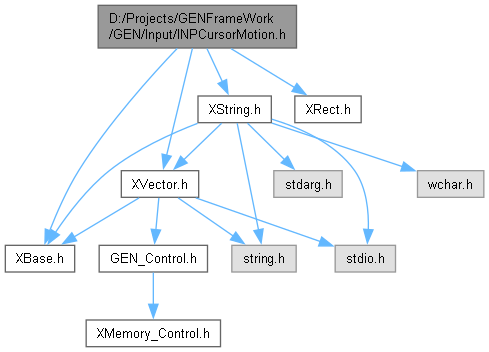 D:/Projects/GENFrameWork
/GEN/Input/INPCursorMotion.h
XString.h
XRect.h
XVector.h
stdarg.h
wchar.h
XBase.h
GEN_Control.h
string.h
stdio.h
XMemory_Control.h